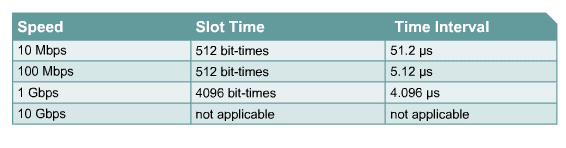 Speed Slot Time Time Interval
10 Mbps 512 bit-times 51.2 µs
100 Mbps 512 bit-times 5.12 µs
1 Gbps 4096 bit-times 4.096 µs
10 Gbps not applicable not applicable